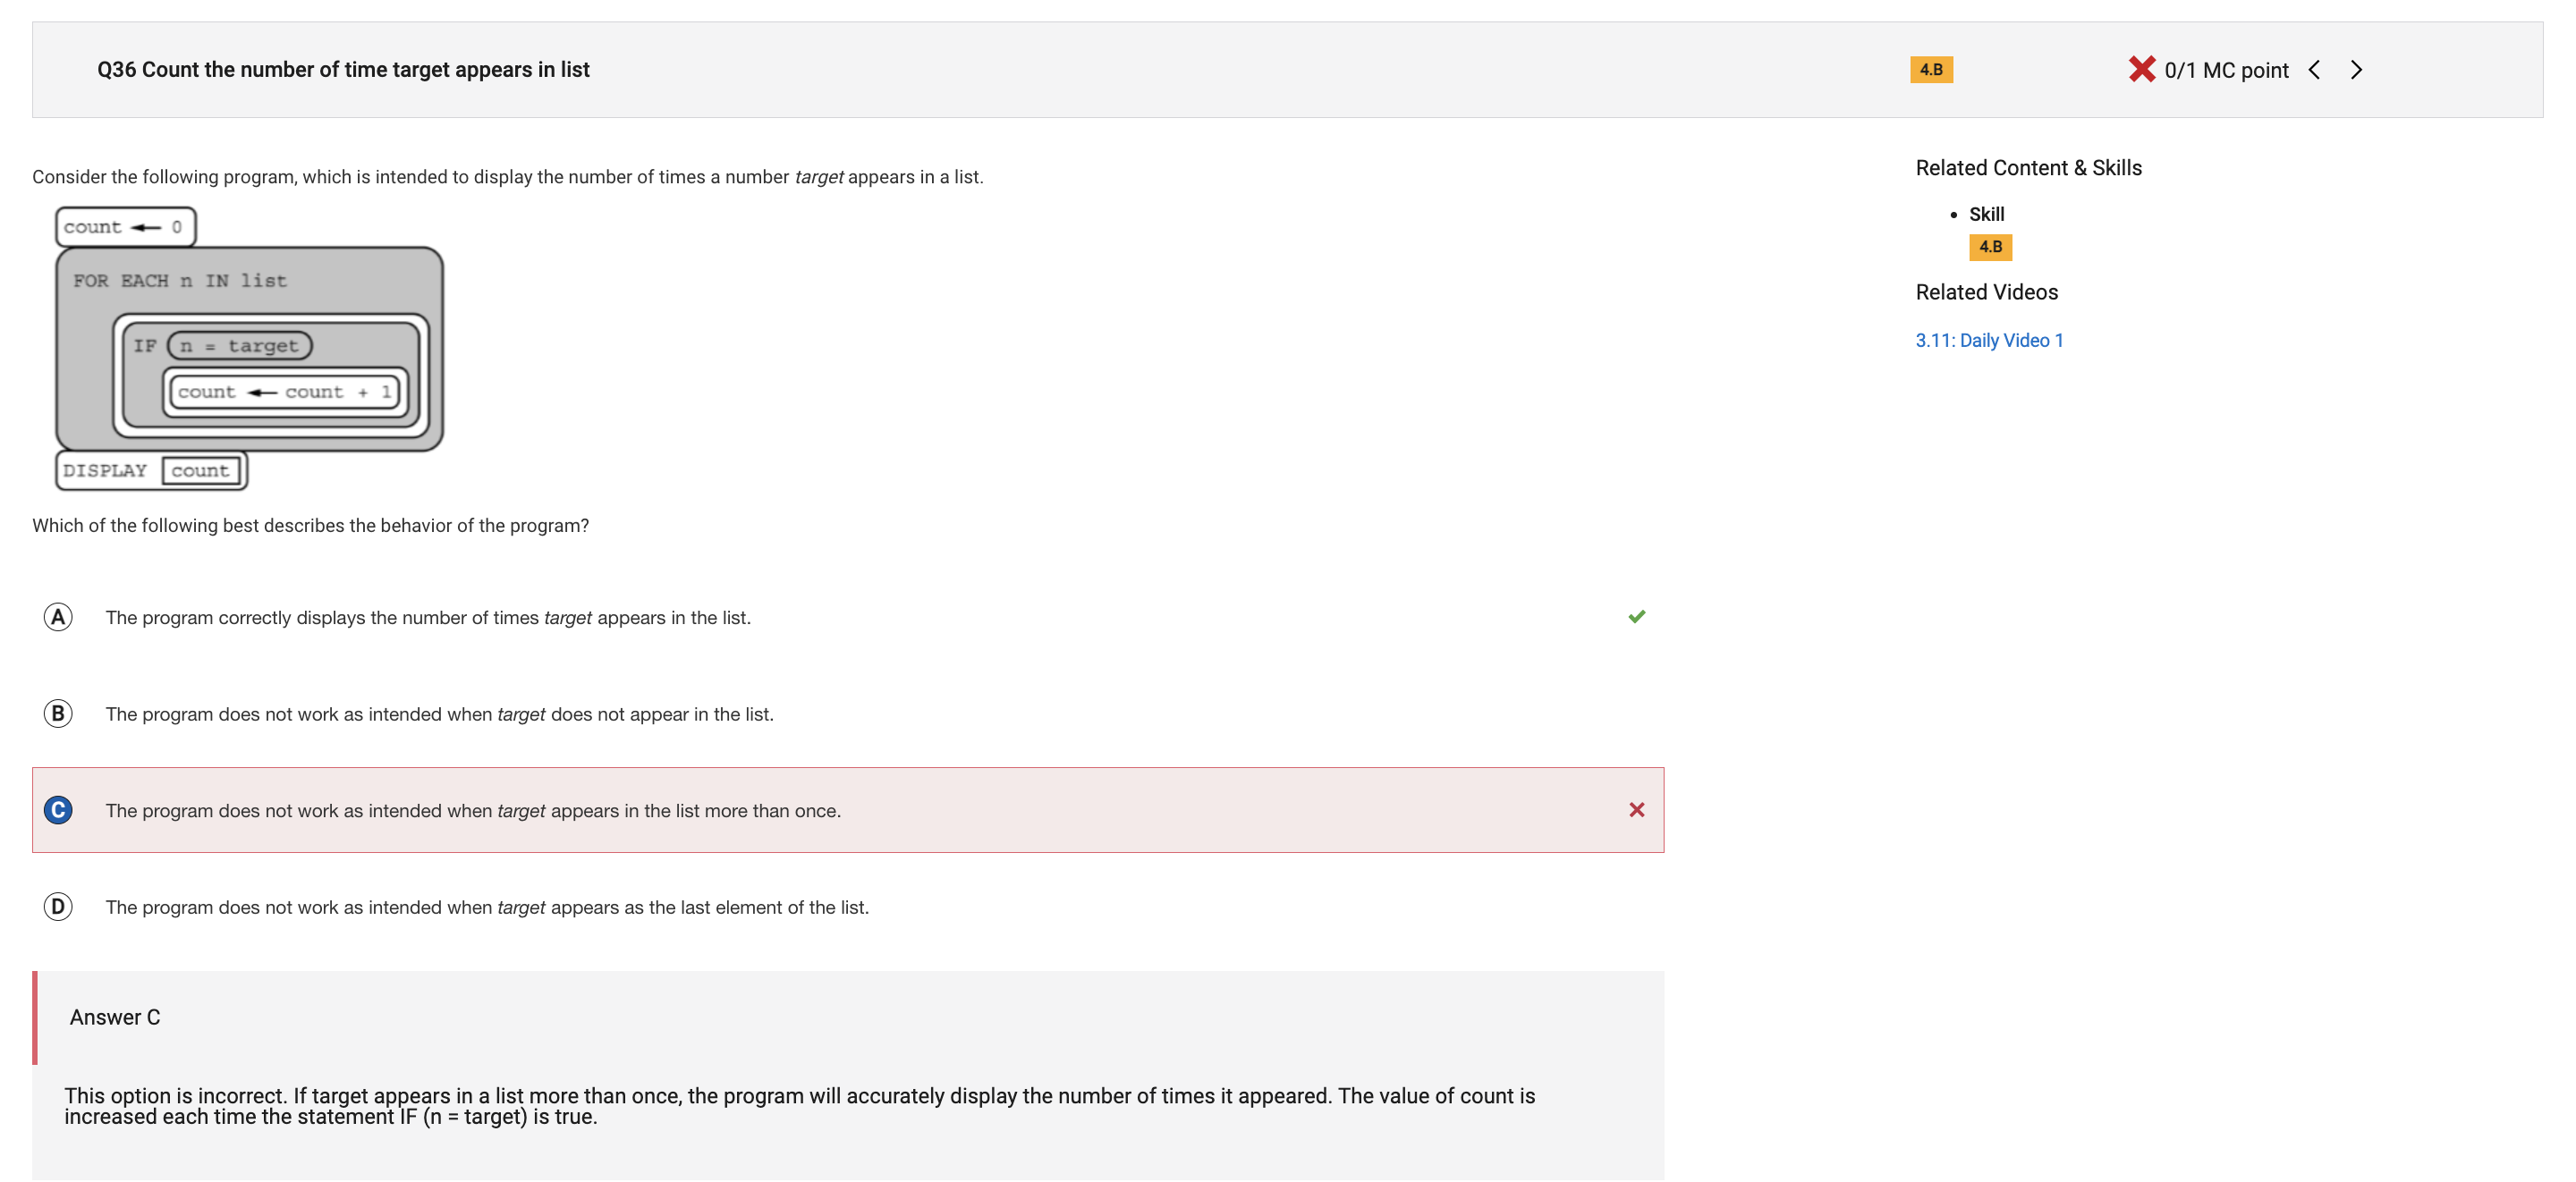 Q36 Count the number of time target appears in list
4.B
0/1 MC point
Consider the following program, which is intended to display the number of times a number target appears in a list.
count ← 0
FOR EACH n IN list
IF n = target
count ← count + 1
DISPLAY count
Which of the following best describes the behavior of the program?
A The program correctly displays the number of times target appears in the list.
B The program does not work as intended when target does not appear in the list.
C The program does not work as intended when target appears in the list more than once.
D The program does not work as intended when target appears as the last element of the list.
Answer C
This option is incorrect. If target appears in a list more than once, the program will accurately display the number of times it appeared. The value of count is
increased each time the statement IF (n = target) is true.
Related Content & Skills
• Skill
4.B
Related Videos
3.11: Daily Video 1